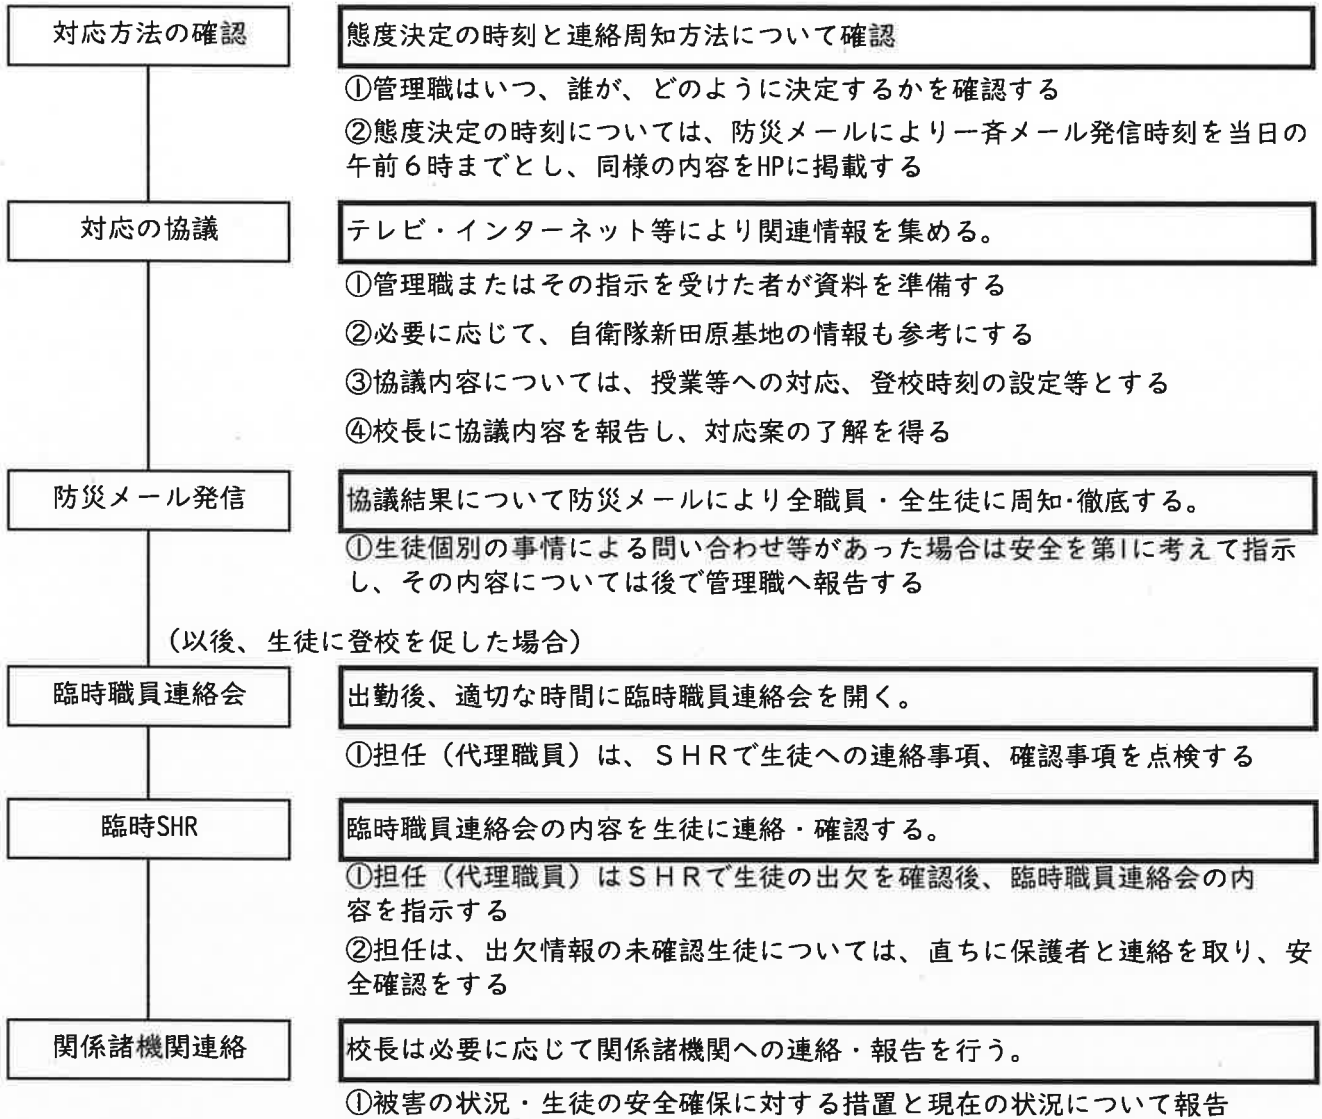 対応方法の確認
態度決定の時刻と連絡周知方法について確認
①管理職はいつ、誰が、どのように決定するかを確認する
②態度決定の時刻については、防災メールにより一斉メール発信時刻を当日の
午前6時までとし、同様の内容をHPに掲載する
対応の協議
テレビ・インターネット等により関連情報を集める。
①管理職またはその指示を受けた者が資料を準備する
②必要に応じて、自衛隊新田原基地の情報も参考にする
③協議内容については、授業等への対応、登校時刻の設定等とする
④校長に協議内容を報告し、対応案の了解を得る
防災メール発信
協議結果について防災メールにより全職員・全生徒に周知・徹底する。
①生徒個別の事情による問い合わせ等があった場合は安全を第1に考えて指示
し、その内容については後で管理職へ報告する
（以後、生徒に登校を促した場合）
臨時職員連絡会
出勤後、適切な時間に臨時職員連絡会を開く。
①担任（代理職員）は、ＳＨＲで生徒への連絡事項、確認事項を点検する
臨時SHR
臨時職員連絡会の内容を生徒に連絡・確認する。
①担任（代理職員）はＳＨＲで生徒の出欠を確認後、臨時職員連絡会の内
容を指示する
②担任は、出欠情報の未確認生徒については、直ちに保護者と連絡を取り、安
全確認をする
関係諸機関連絡
校長は必要に応じて関係諸機関への連絡・報告を行う。
①被害の状況・生徒の安全確保に対する措置と現在の状況について報告